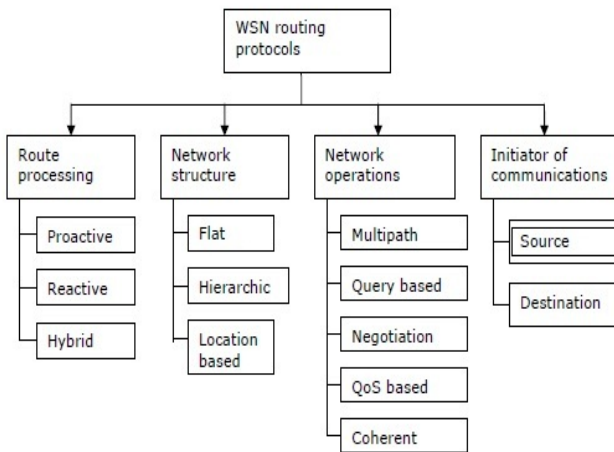 WSN routing
protocols
Route
processing
Network
structure
Network
operations
Initiator of
communications
Proactive
Reactive
Hybrid
Flat
Hierarchic
Location
based
Multipath
Query based
Negotiation
QoS based
Coherent
Source
Destination